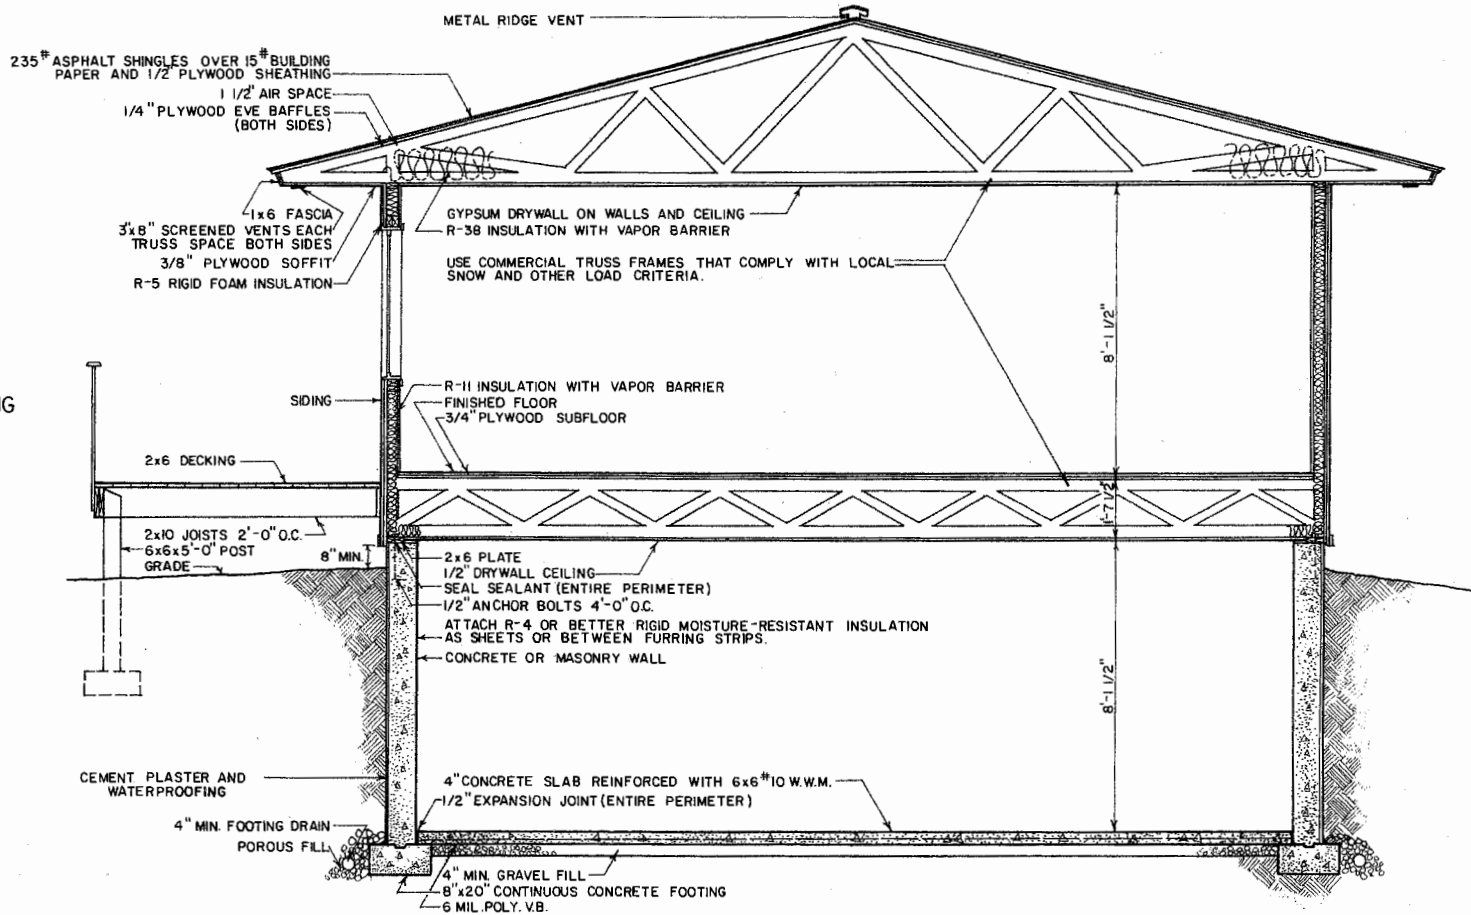 METAL RIDGE VENT
235# ASPHALT SHINGLES OVER 15# BUILDING
PAPER AND 1/2" PLYWOOD SHEATHING
1 1/2" AIR SPACE
1/4" PLYWOOD EVE BAFFLES
(BOTH SIDES)
1x6 FASCIA
3"x8" SCREENED VENTS EACH
TRUSS SPACE BOTH SIDES
3/8" PLYWOOD SOFFIT
R-5 RIGID FOAM INSULATION
GYPSUM DRYWALL ON WALLS AND CEILING
R-38 INSULATION WITH VAPOR BARRIER
USE COMMERCIAL TRUSS FRAMES THAT COMPLY WITH LOCAL
SNOW AND OTHER LOAD CRITERIA.
8'-1 1/2"
R-11 INSULATION WITH VAPOR BARRIER
FINISHED FLOOR
3/4" PLYWOOD SUBFLOOR
SIDING
G
2x6 DECKING
1'-7 1/2"
2x10 JOISTS 2'-0" O.C.
6x6x5'-0" POST
GRADE
8" MIN.
2x6 PLATE
1/2" DRYWALL CEILING
SEAL SEALANT (ENTIRE PERIMETER)
1/2" ANCHOR BOLTS 4'-0" O.C.
ATTACH R-4 OR BETTER RIGID MOISTURE-RESISTANT INSULATION
AS SHEETS OR BETWEEN FURRING STRIPS.
CONCRETE OR MASONRY WALL
8'-1 1/2"
CEMENT PLASTER AND
WATERPROOFING
4" CONCRETE SLAB REINFORCED WITH 6x6 #10 W.W.M.
1/2" EXPANSION JOINT (ENTIRE PERIMETER)
4" MIN. FOOTING DRAIN
POROUS FILL
4" MIN. GRAVEL FILL
8"x20" CONTINUOUS CONCRETE FOOTING
6 MIL. POLY. V.B.